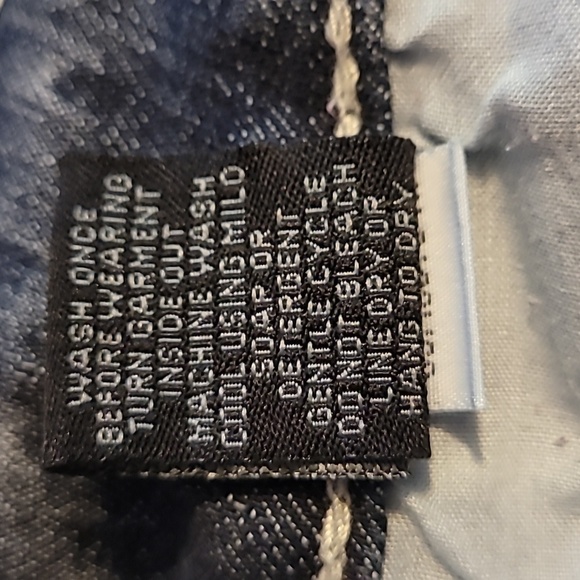 WASH ONCE
BEFORE WEARING
TURN GARMENT
INSIDE OUT
MACHINE WASH
COOL USING MILD
SOAP OR
DETERGENT
GENTLE CYCLE
DO NOT BLEACH
LINE DRY OR
HANG TO DRY